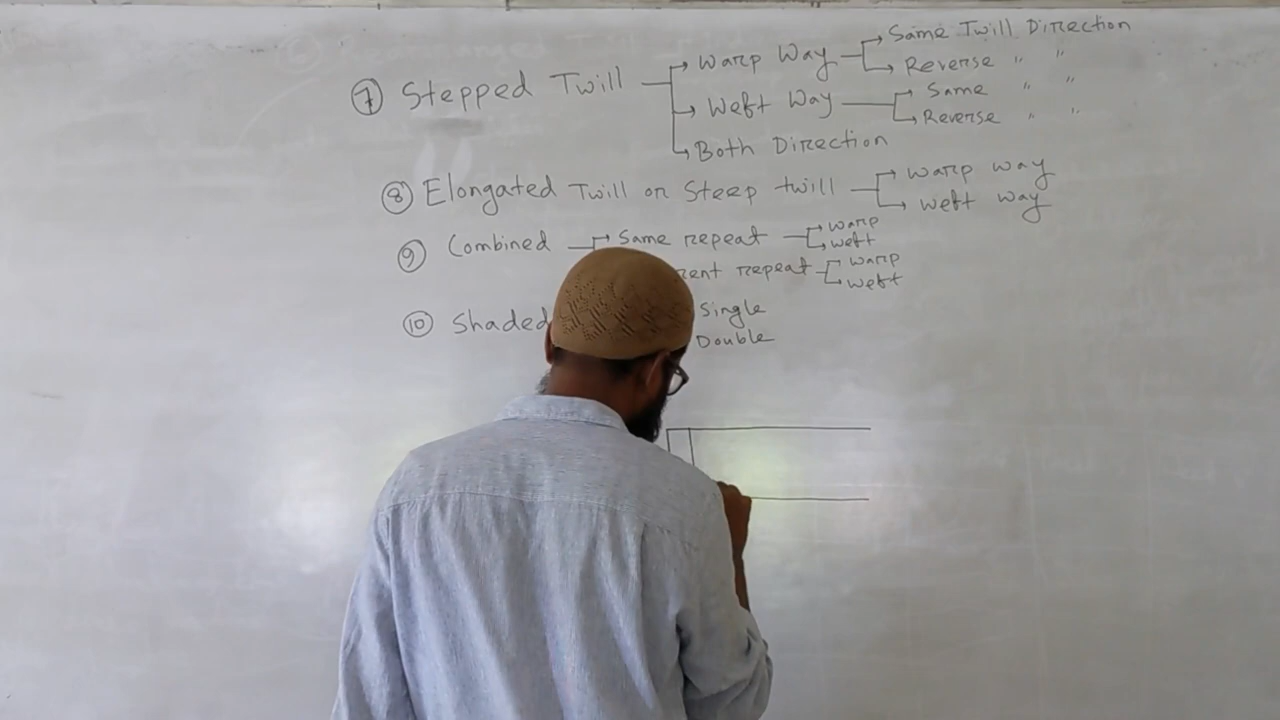 ⑦ Stepped Twill Warp Way Same Twill Direction
Reverse " "
Weft Way Same " "
Reverse " "
Both Direction
⑧ Elongated Twill or Steep twill warp way
weft way
⑨ Combined Same repeat warp
weft
rent repeat warp
weft
⑩ Shaded Single
Double